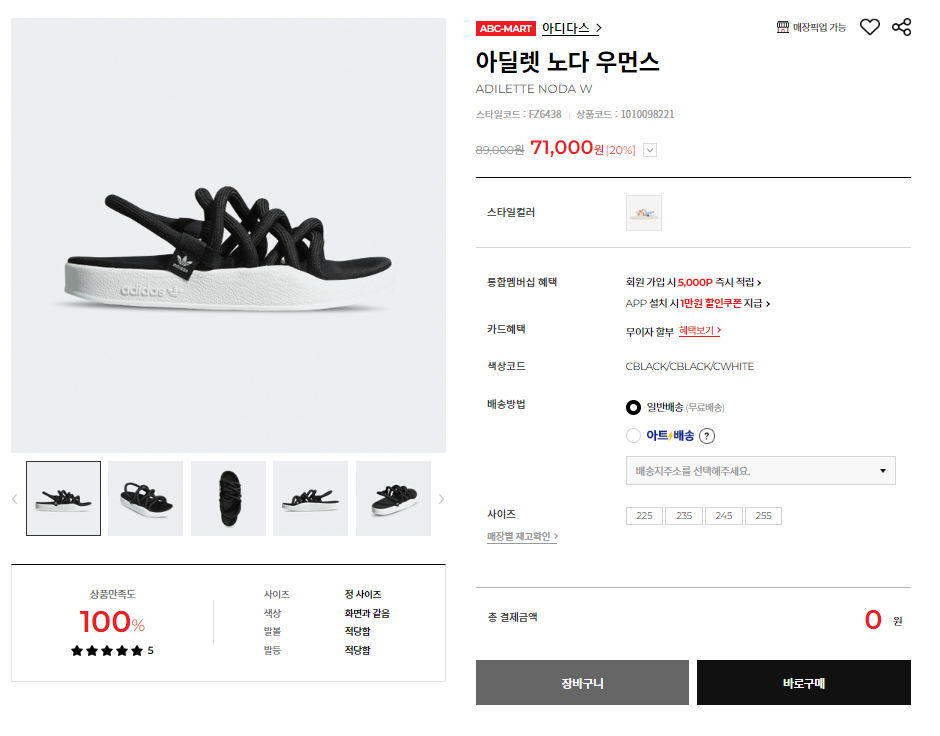 ABC-MART 아디다스
매장픽업 가능
아딜렛 노다 우먼스
ADILETTE NODA W
스타일코드 : FZ6438 상품코드 : 1010098221
89,000원 71,000원 [20%]
스타일컬러
통합멤버십 혜택
회원 가입 시 5,000P 즉시 적립
APP 설치 시 1만원 할인쿠폰 지급
카드혜택
무이자 할부 혜택보기
색상코드
CBLACK/CBLACK/CWHITE
배송방법
일반배송 (무료배송)
아트배송 ?
배송지주소를 선택해주세요.
사이즈
225 235 245 255
매장별 재고확인
총 결제금액
0 원
장바구니
바로구매
adidas
adidas
상품만족도
100%
5
사이즈 정 사이즈
색상 화면과 같음
발볼 적당함
발등 적당함